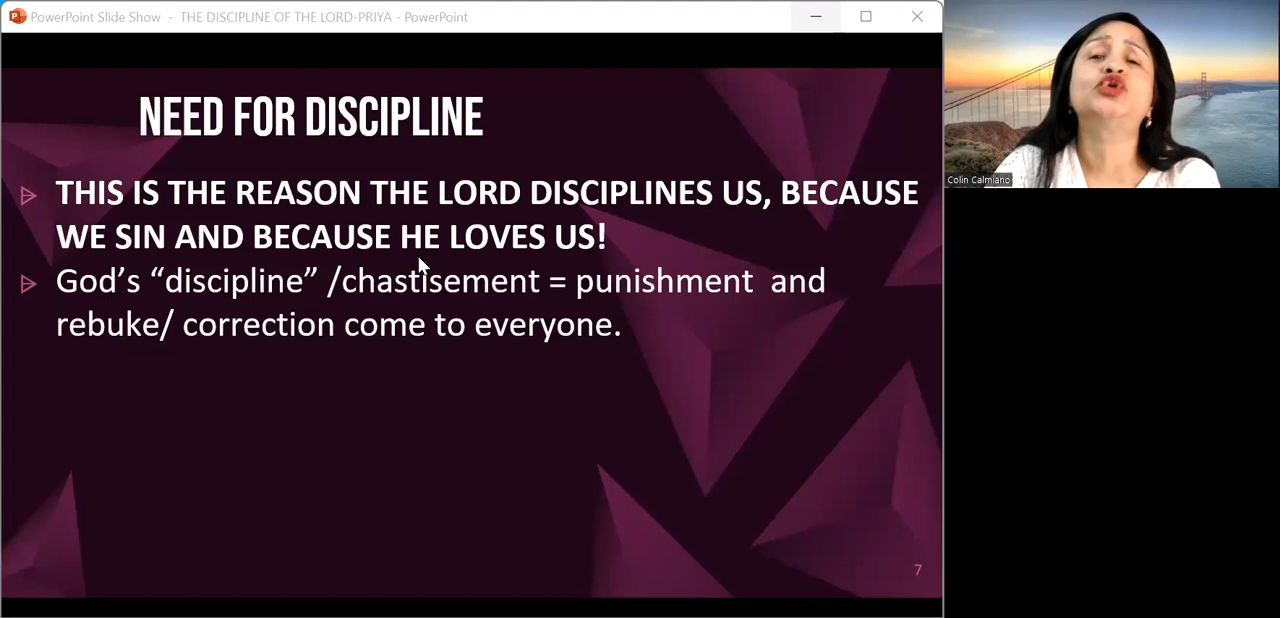 PowerPoint Slide Show - THE DISCIPLINE OF THE LORD-PRIYA - PowerPoint
NEED FOR DISCIPLINE
THIS IS THE REASON THE LORD DISCIPLINES US, BECAUSE
WE SIN AND BECAUSE HE LOVES US!
God’s “discipline” /chastisement = punishment and
rebuke/ correction come to everyone.
7
Colin Calmiano